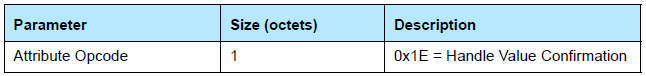 Parameter Size (octets) Description
Attribute Opcode 1 0x1E = Handle Value Confirmation